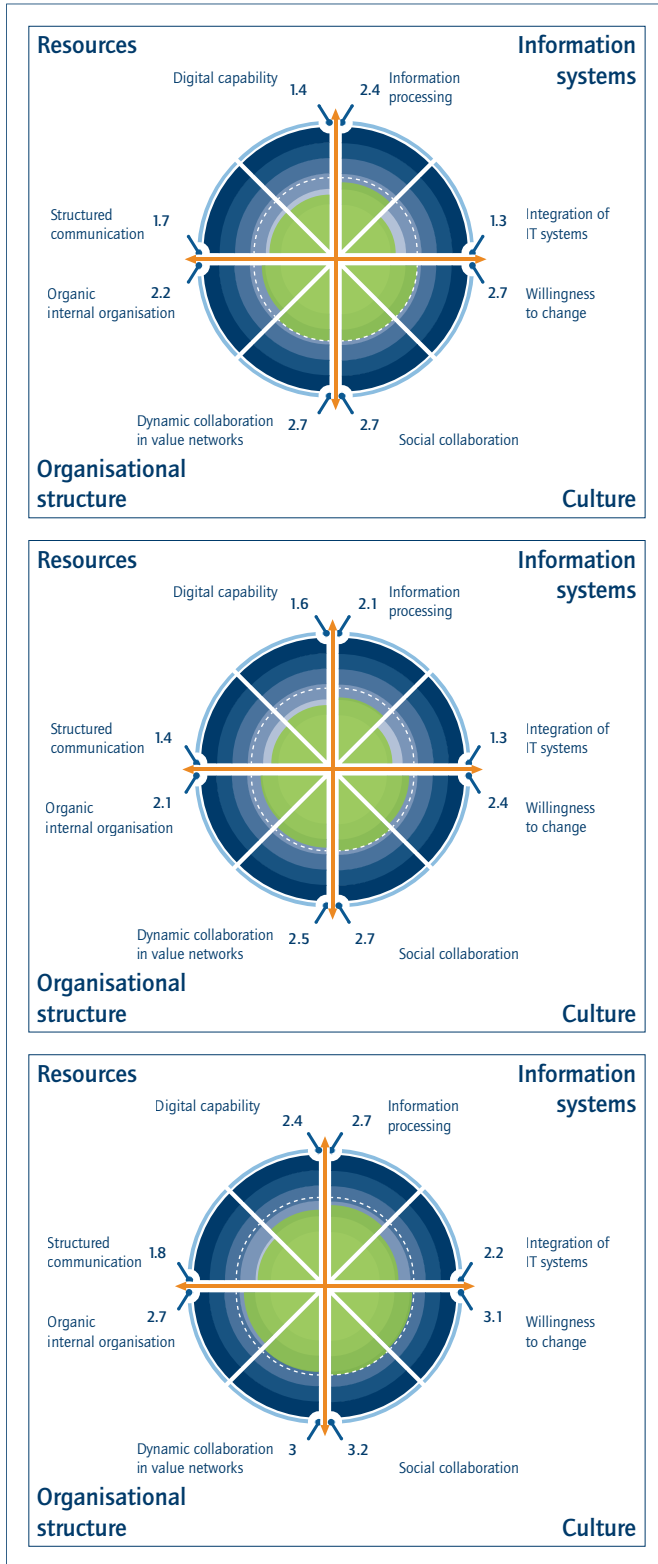 Resources
Information
systems
Digital capability
1.4
2.4
Information
processing
Structured
communication
1.7
1.3
Integration of
IT systems
Organic
internal organisation
2.2
2.7
Willingness
to change
Dynamic collaboration
in value networks
2.7
2.7
Social collaboration
Organisational
structure
Culture
Resources
Information
systems
Digital capability
1.6
2.1
Information
processing
Structured
communication
1.4
1.3
Integration of
IT systems
Organic
internal organisation
2.1
2.4
Willingness
to change
Dynamic collaboration
in value networks
2.5
2.7
Social collaboration
Organisational
structure
Culture
Resources
Information
systems
Digital capability
2.4
2.7
Information
processing
Structured
communication
1.8
2.2
Integration of
IT systems
Organic
internal organisation
2.7
3.1
Willingness
to change
Dynamic collaboration
in value networks
3
3.2
Social collaboration
Organisational
structure
Culture